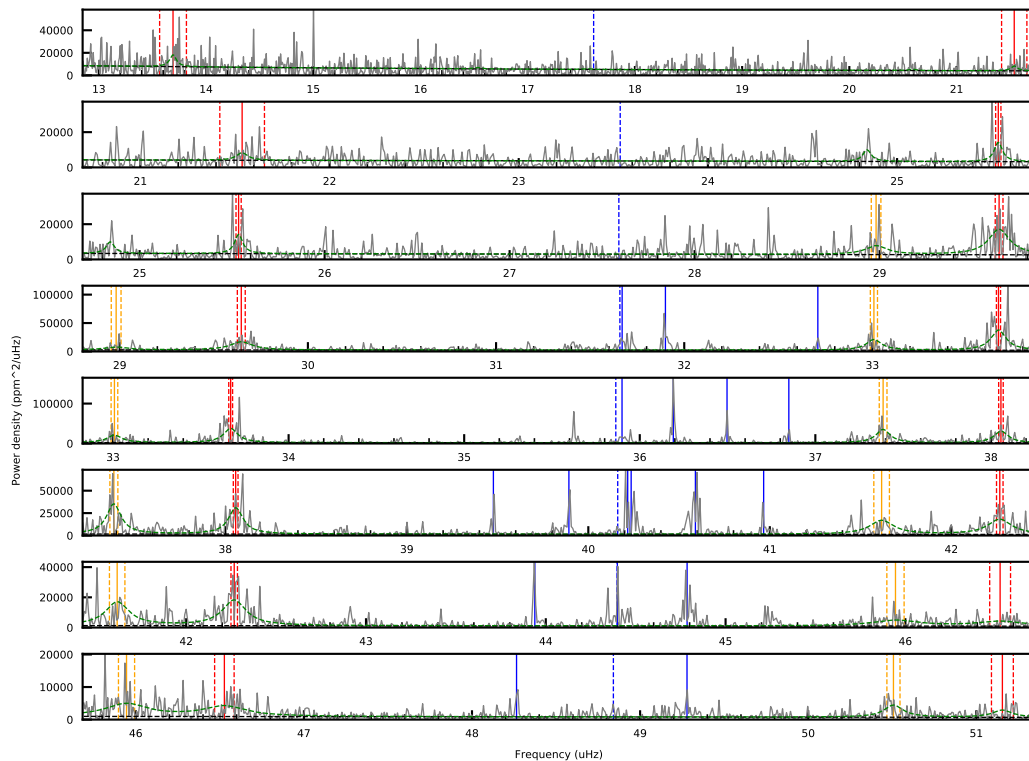 40000
20000
0
13 14 15 16 17 18 19 20 21
20000
0
21 22 23 24 25
20000
0
25 26 27 28 29
100000
50000
0
29 30 31 32 33
100000
0
33 34 35 36 37 38
50000
25000
0
38 39 40 41 42
40000
20000
0
42 43 44 45 46
20000
10000
0
46 47 48 49 50 51
Power density (ppm^2/uHz)
Frequency (uHz)